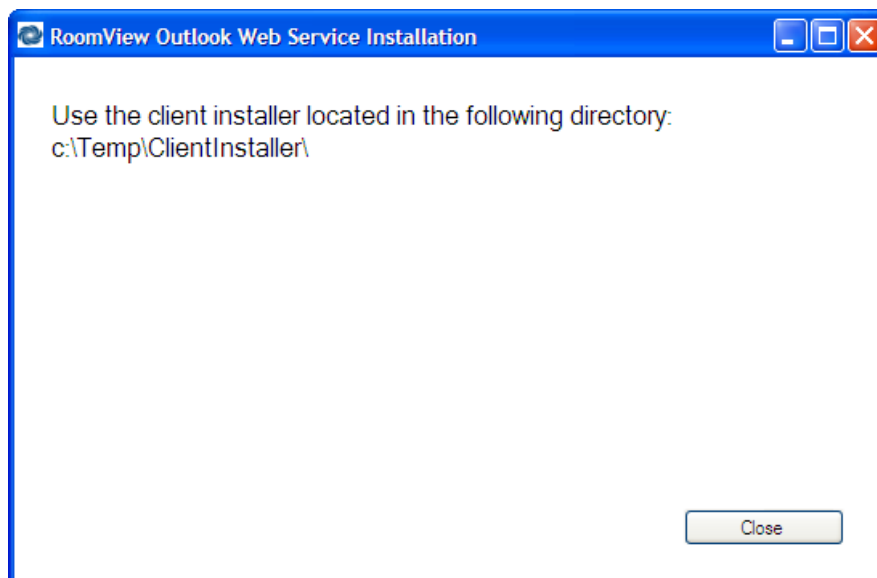 RoomView Outlook Web Service Installation
Use the client installer located in the following directory:
c:\Temp\ClientInstaller\
Close